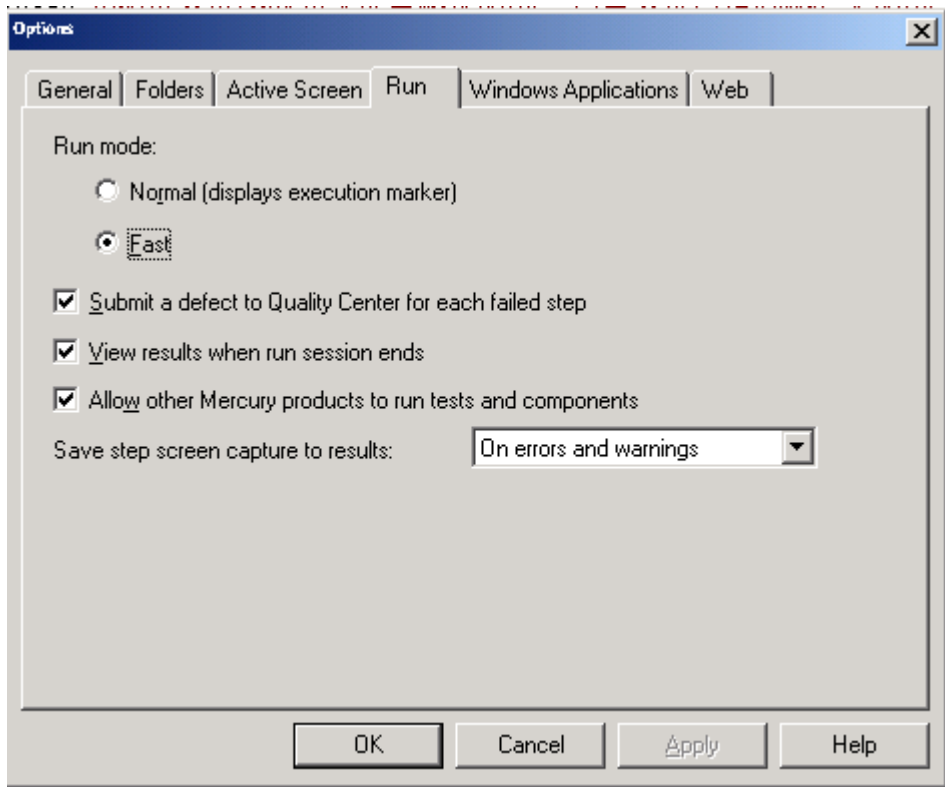 Options
General Folders Active Screen Run Windows Applications Web
Run mode:
Normal (displays execution marker)
Fast
Submit a defect to Quality Center for each failed step
View results when run session ends
Allow other Mercury products to run tests and components
Save step screen capture to results: On errors and warnings
OK Cancel Apply Help